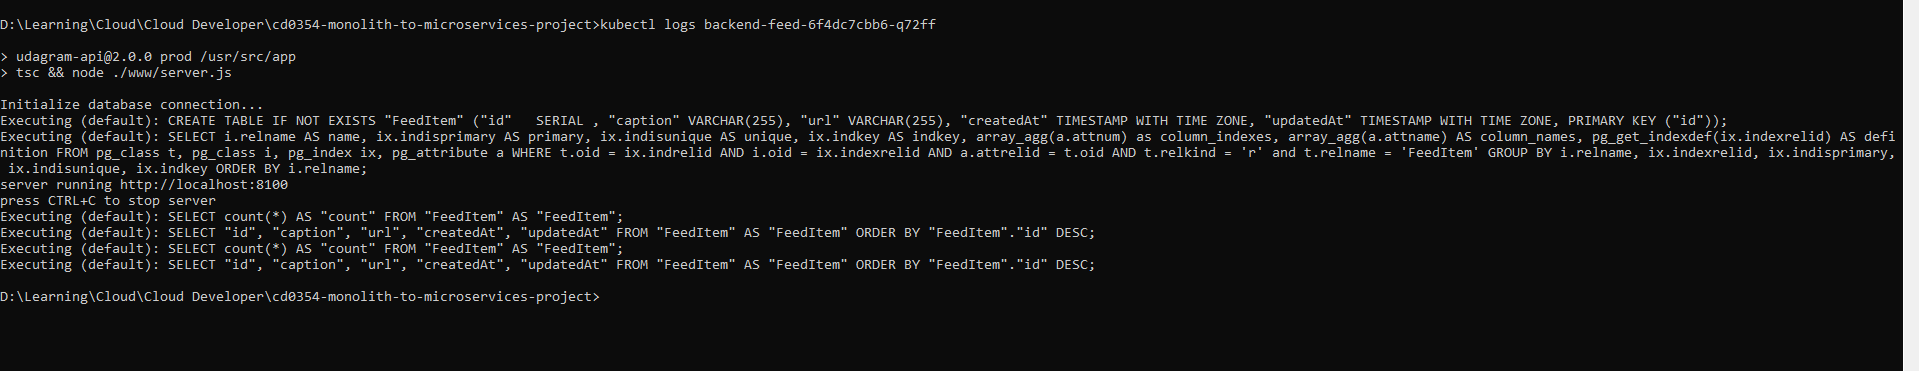 D:\Learning\Cloud\Cloud Developer\cd0354-monolith-to-microservices-project>kubectl logs backend-feed-6f4dc7cbb6-q72ff
> udagram-api@2.0.0 prod /usr/src/app
> tsc && node ./www/server.js
Initialize database connection...
Executing (default): CREATE TABLE IF NOT EXISTS "FeedItem" ("id"   SERIAL , "caption" VARCHAR(255), "url" VARCHAR(255), "createdAt" TIMESTAMP WITH TIME ZONE, "updatedAt" TIMESTAMP WITH TIME ZONE, PRIMARY KEY ("id"));
Executing (default): SELECT i.relname AS name, ix.indisprimary AS primary, ix.indisunique AS unique, ix.indkey AS indkey, array_agg(a.attnum) as column_indexes, array_agg(a.attname) AS column_names, pg_get_indexdef(ix.indexrelid) AS defi
nition FROM pg_class t, pg_class i, pg_index ix, pg_attribute a WHERE t.oid = ix.indrelid AND i.oid = ix.indexrelid AND a.attrelid = t.oid AND t.relkind = 'r' and t.relname = 'FeedItem' GROUP BY i.relname, ix.indexrelid, ix.indisprimary,
 ix.indisunique, ix.indkey ORDER BY i.relname;
server running http://localhost:8100
press CTRL+C to stop server
Executing (default): SELECT count(*) AS "count" FROM "FeedItem" AS "FeedItem";
Executing (default): SELECT "id", "caption", "url", "createdAt", "updatedAt" FROM "FeedItem" AS "FeedItem" ORDER BY "FeedItem"."id" DESC;
Executing (default): SELECT count(*) AS "count" FROM "FeedItem" AS "FeedItem";
Executing (default): SELECT "id", "caption", "url", "createdAt", "updatedAt" FROM "FeedItem" AS "FeedItem" ORDER BY "FeedItem"."id" DESC;
D:\Learning\Cloud\Cloud Developer\cd0354-monolith-to-microservices-project>